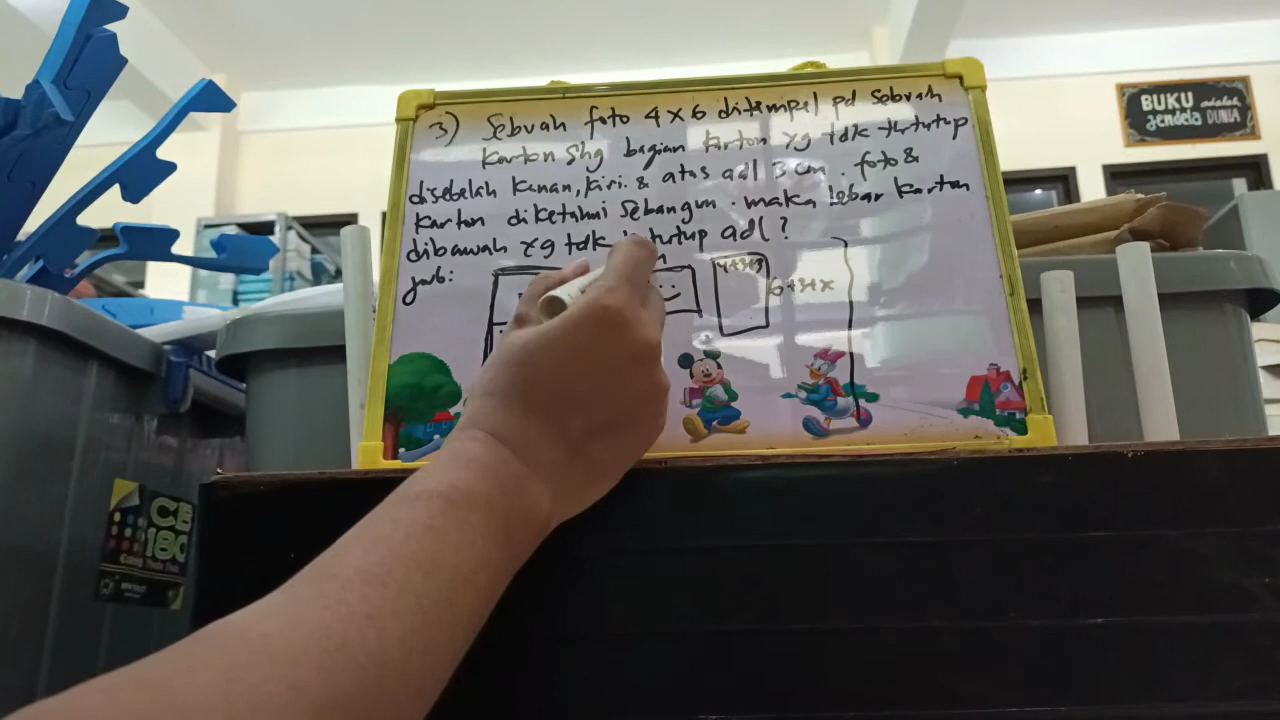 3) Sebuah foto 4 x 6 ditempel pd sebuah
karton shg bagian karton yg tdk tertutup
disebelah kanan, kiri & atas adl 3 cm. foto &
karton diketahui sebangun. maka lebar karton
dibawah yg tdk tertutup adl?
jwb:
4+3+3
6+3+x
BUKU adalah
Jendela DUNIA